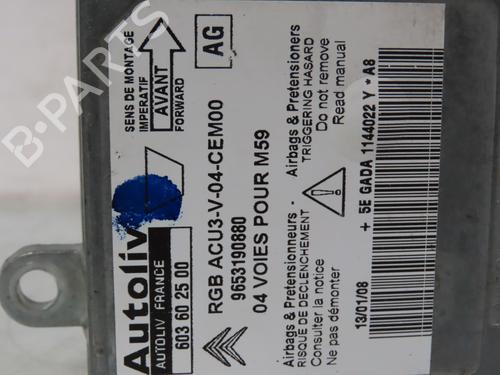 SENS DE MONTAGE
IMPERATIF
AVANT
FORWARD
AG
Autoliv
AUTOLIV FRANCE
603 60 25 00
RGB ACU3-V-04-CEM00
9653190880
04 VOIES POUR M59
Airbags & Pretensionneurs -
RISQUE DE DECLENCHEMENT
Consulter la notice
Ne pas démonter
Airbags & Pretensioners
TRIGGERING HASARD
Do not remove
Read manual
+ 5E GADA 1144022 Y * A8
13/01/08
B-PARTS